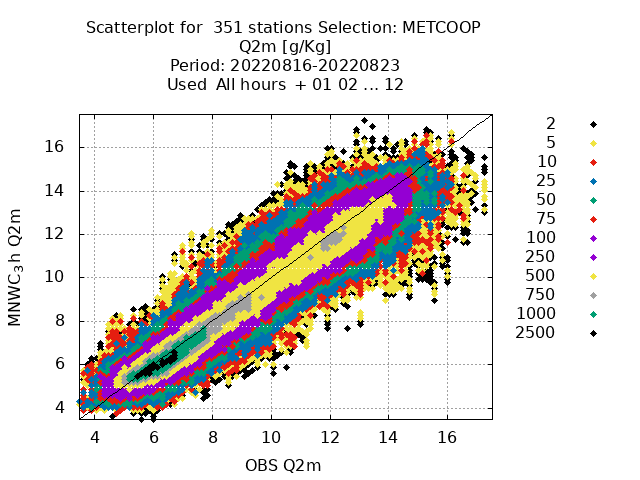 Scatterplot for  351 stations Selection: METCOOP
Q2m [g/Kg]
Period: 20220816-20220823
Used  All hours  + 01 02 ... 12
MNWC3h Q2m
16
14
12
10
8
6
4
4 6 8 10 12 14 16
OBS Q2m
2
5
10
25
50
75
100
250
500
750
1000
2500